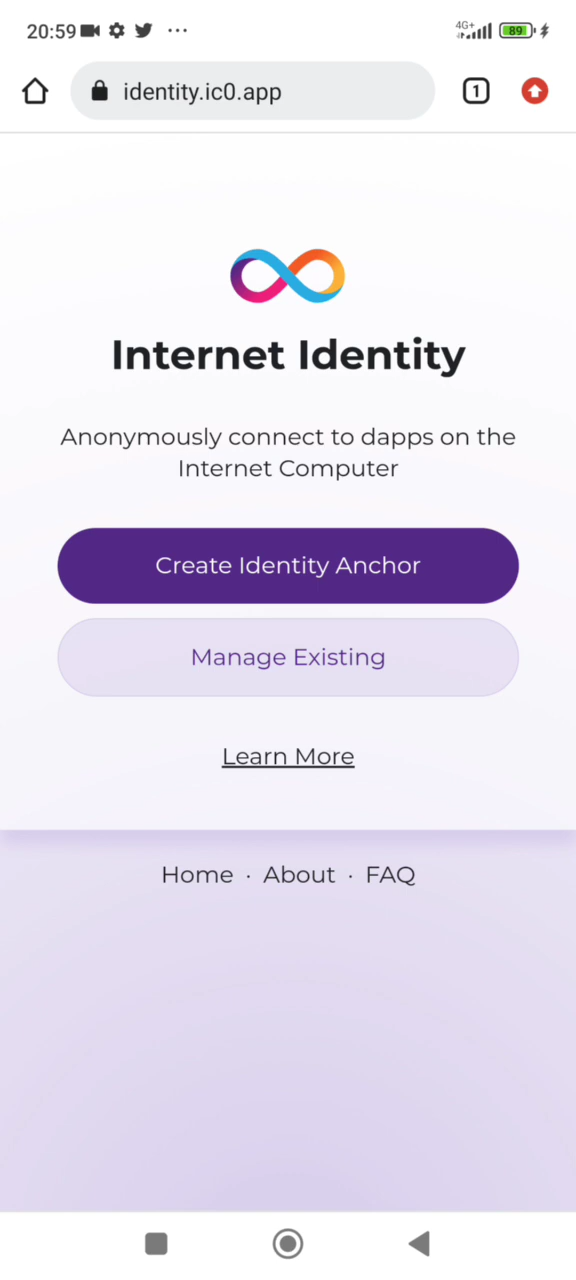 20:59 ...
4G+ 89
identity.ic0.app 1
Internet Identity
Anonymously connect to dapps on the
Internet Computer
Create Identity Anchor
Manage Existing
Learn More
Home · About · FAQ